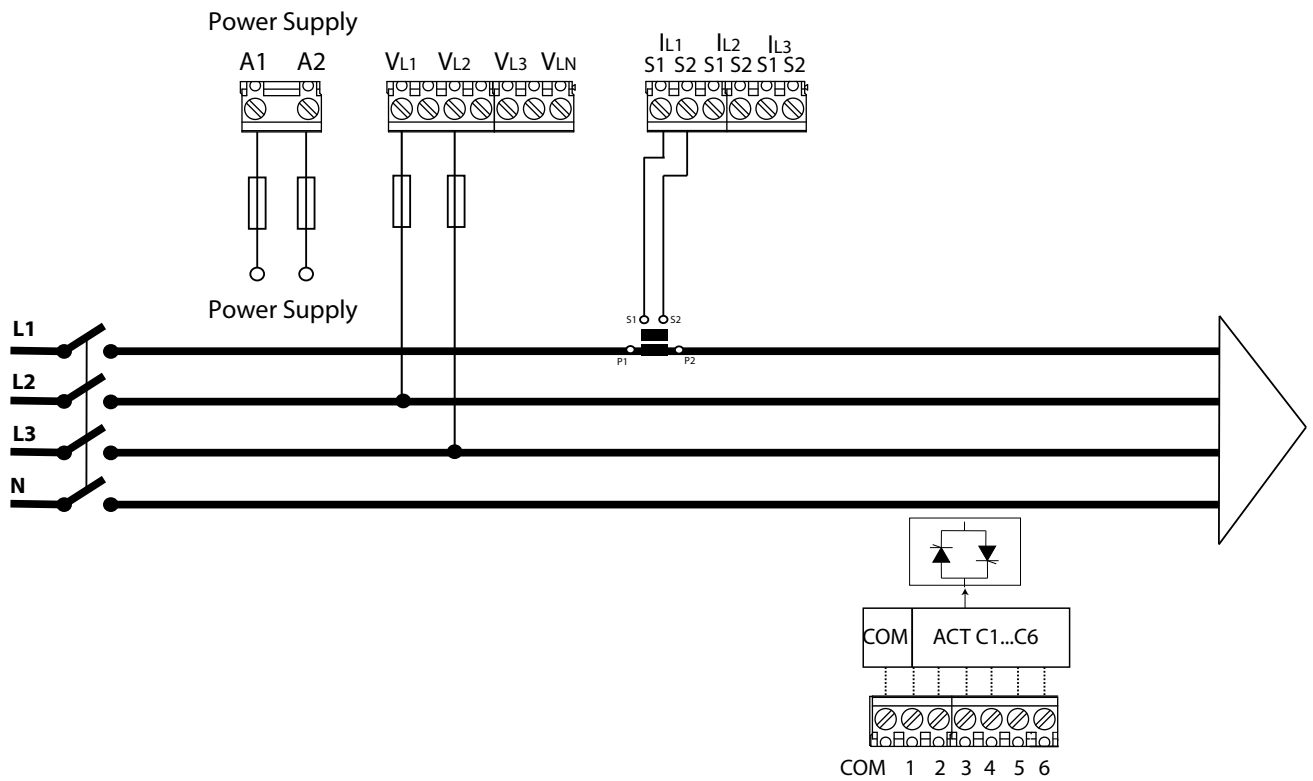 Power Supply
A1 A2
VL1 VL2 VL3 VLN
IL1 IL2 IL3
S1 S2 S1 S2 S1 S2
Power Supply
S1 S2
P1 P2
L1
L2
L3
N
COM ACT C1...C6
COM 1 2 3 4 5 6